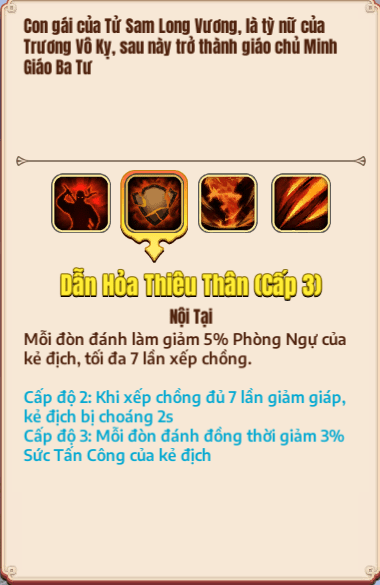 Con gái của Tử Sam Long Vương, là tỳ nữ của
Trương Vô Kỵ, sau này trở thành giáo chủ Minh
Giáo Ba Tư
Dẫn Hỏa Thiêu Thân (Cấp 3)
Nội Tại
Mỗi đòn đánh làm giảm 5% Phòng Ngự của
kẻ địch, tối đa 7 lần xếp chồng.
Cấp độ 2: Khi xếp chồng đủ 7 lần giảm giáp,
kẻ địch bị choáng 2s
Cấp độ 3: Mỗi đòn đánh đồng thời giảm 3%
Sức Tấn Công của kẻ địch